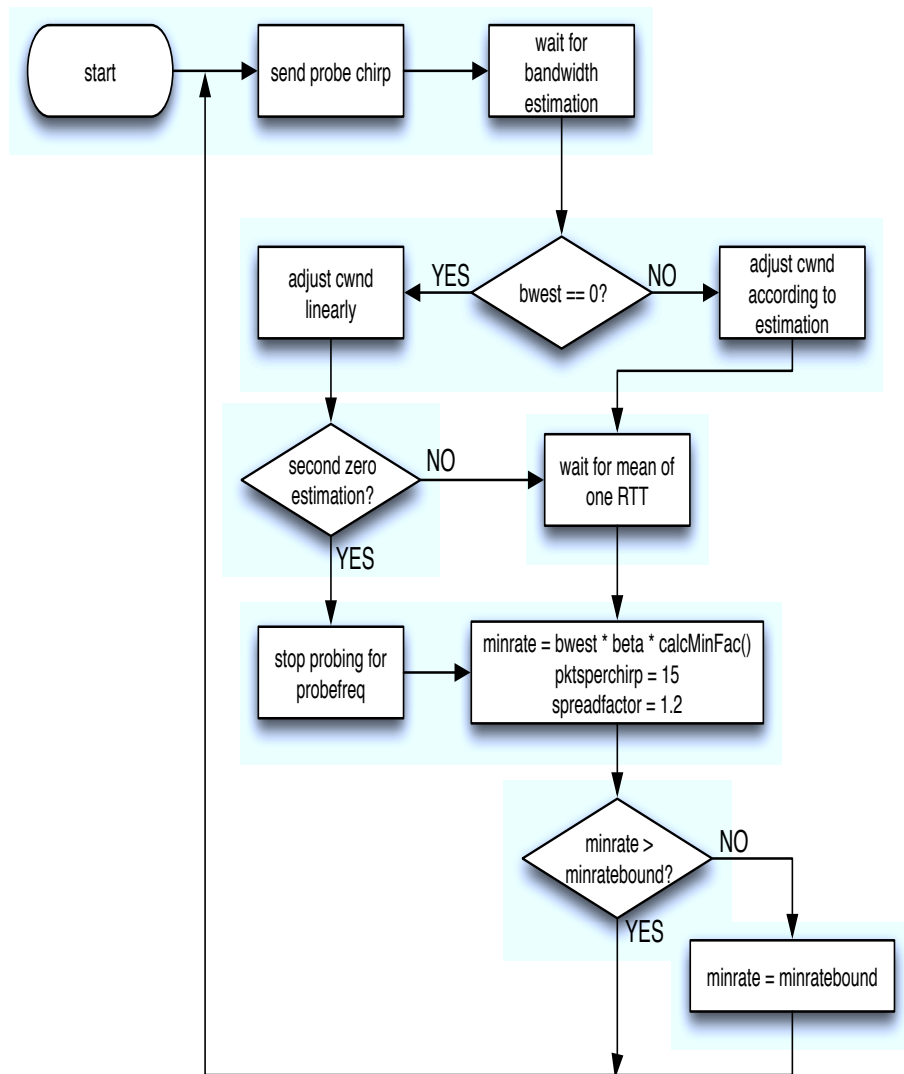 start
send probe chirp
wait for
bandwidth
estimation
adjust cwnd
linearly
YES
bwest == 0?
NO
adjust cwnd
according to
estimation
second zero
estimation?
NO
YES
wait for mean of
one RTT
stop probing for
probefreq
minrate = bwest * beta * calcMinFac()
pktsperchirp = 15
spreadfactor = 1.2
minrate >
minratebound?
NO
YES
minrate = minratebound